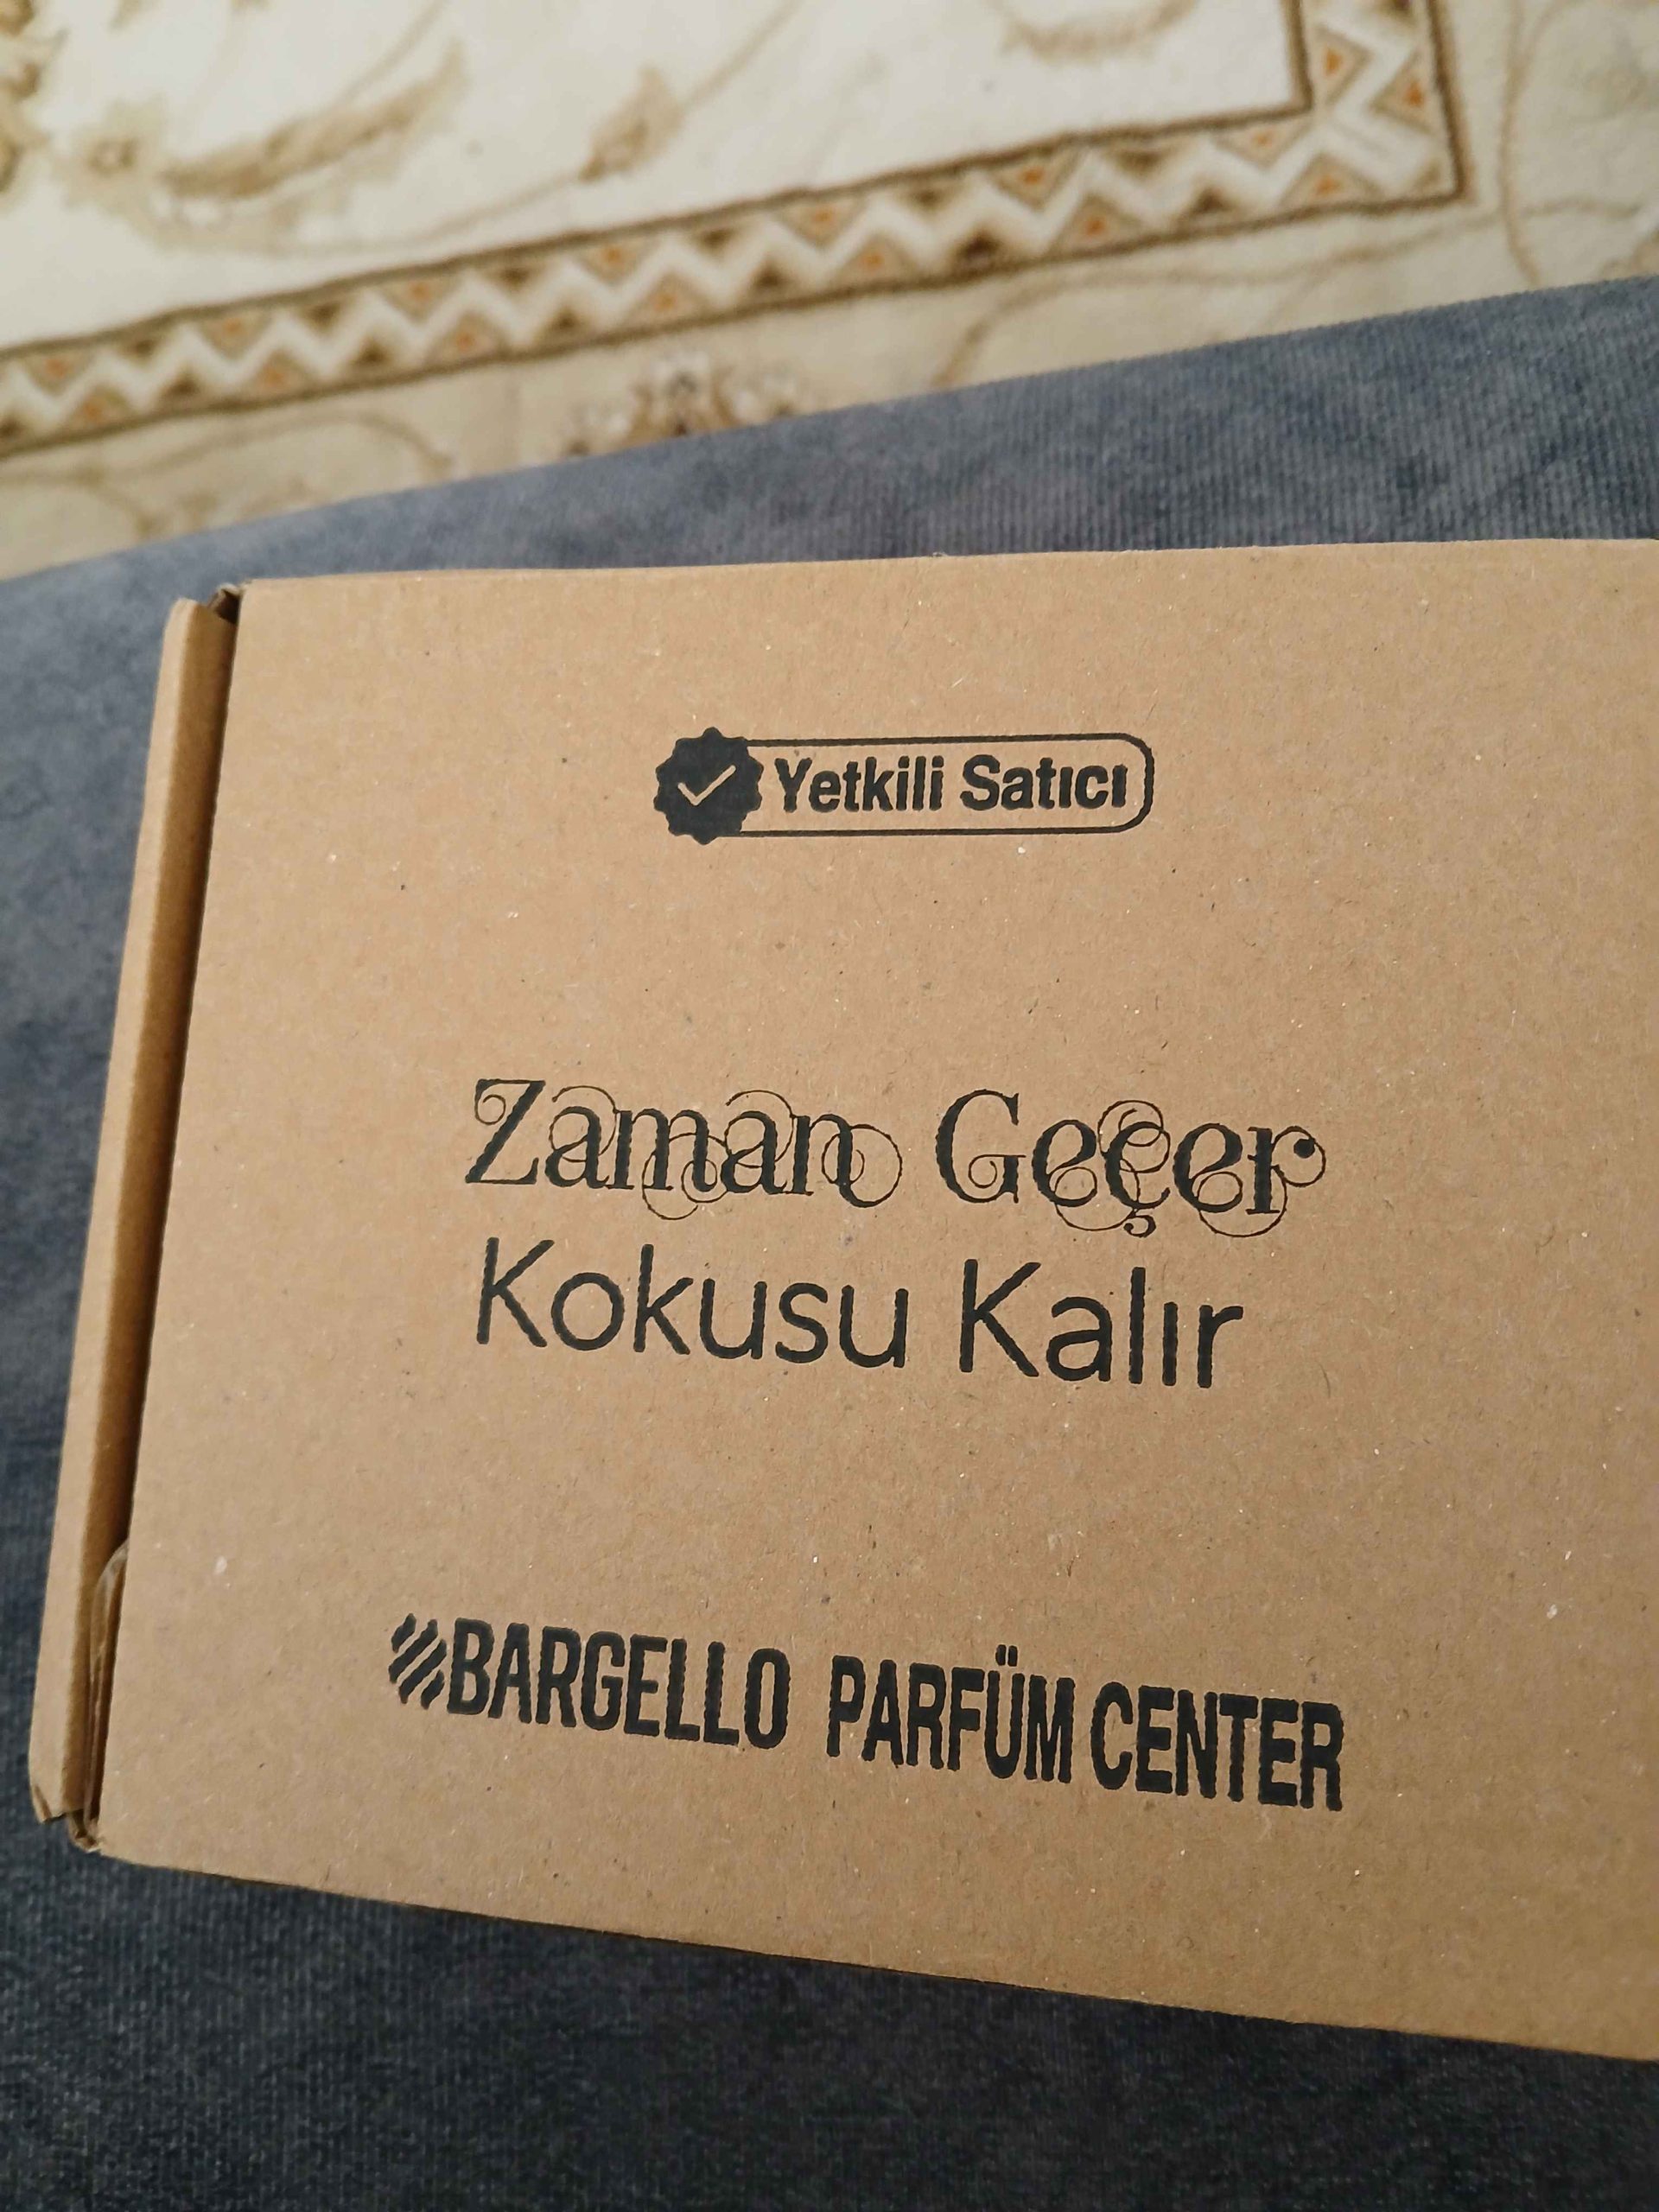 Yetkili Satıcı
Zaman Geçer
Kokusu Kalır
BARGELLO PARFÜM CENTER